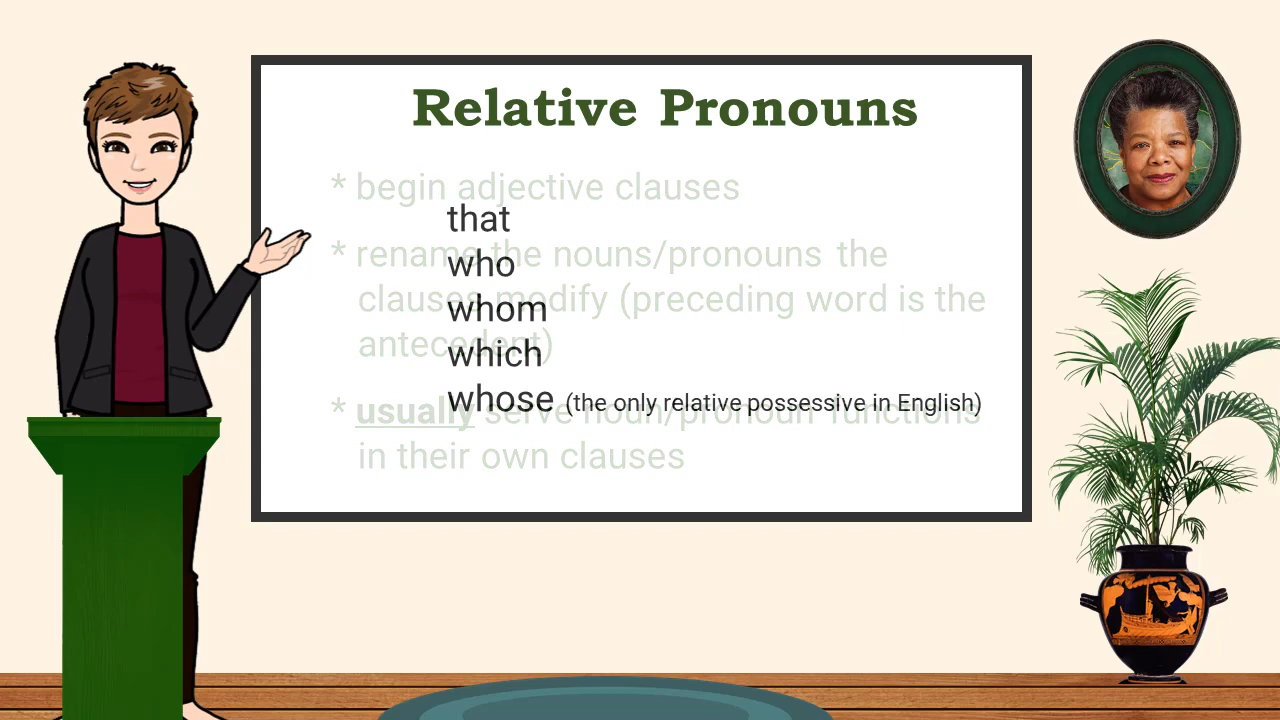 Relative Pronouns
* begin adjective clauses
that
* rename the nouns/pronouns the
who
clauses modify (preceding word is the
whom
antecedent)
which
whose (the only relative possessive in English)
* usually serve noun/pronoun functions
in their own clauses